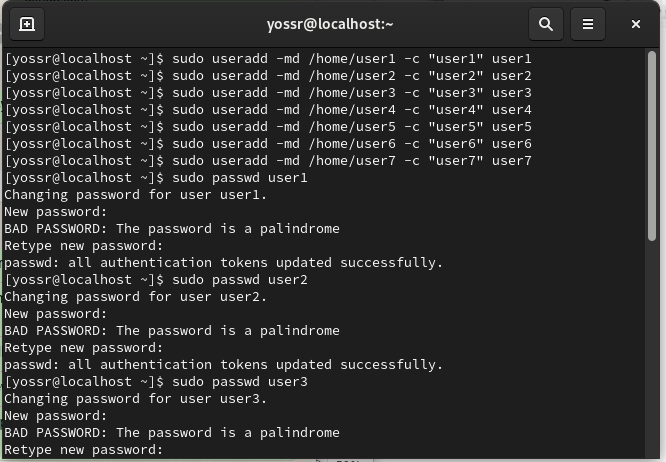 yossr@localhost:~
[yossr@localhost ~]$ sudo useradd -md /home/user1 -c "user1" user1
[yossr@localhost ~]$ sudo useradd -md /home/user2 -c "user2" user2
[yossr@localhost ~]$ sudo useradd -md /home/user3 -c "user3" user3
[yossr@localhost ~]$ sudo useradd -md /home/user4 -c "user4" user4
[yossr@localhost ~]$ sudo useradd -md /home/user5 -c "user5" user5
[yossr@localhost ~]$ sudo useradd -md /home/user6 -c "user6" user6
[yossr@localhost ~]$ sudo useradd -md /home/user7 -c "user7" user7
[yossr@localhost ~]$ sudo passwd user1
Changing password for user user1.
New password:
BAD PASSWORD: The password is a palindrome
Retype new password:
passwd: all authentication tokens updated successfully.
[yossr@localhost ~]$ sudo passwd user2
Changing password for user user2.
New password:
BAD PASSWORD: The password is a palindrome
Retype new password:
passwd: all authentication tokens updated successfully.
[yossr@localhost ~]$ sudo passwd user3
Changing password for user user3.
New password:
BAD PASSWORD: The password is a palindrome
Retype new password: